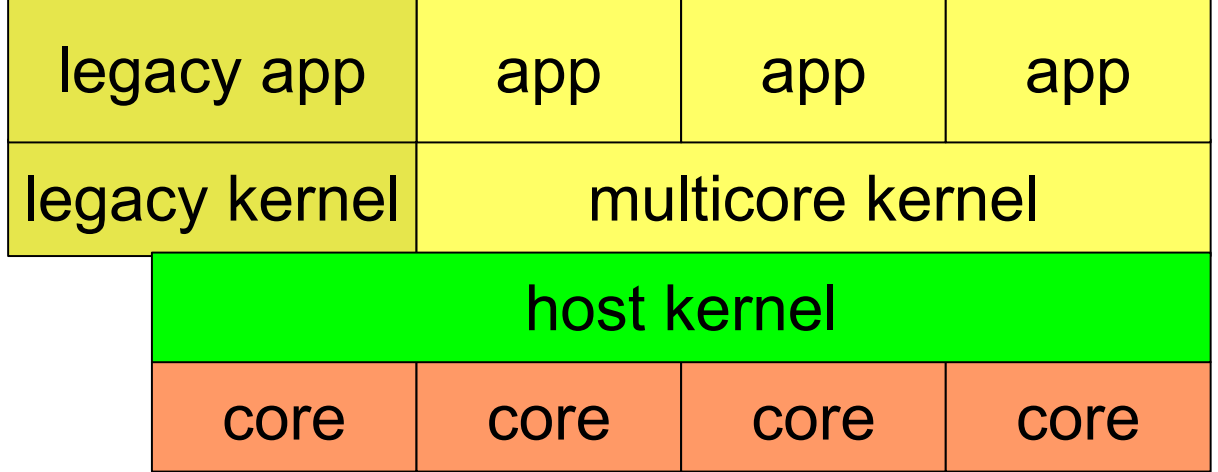 legacy app app app app
legacy kernel multicore kernel
host kernel
core core core core